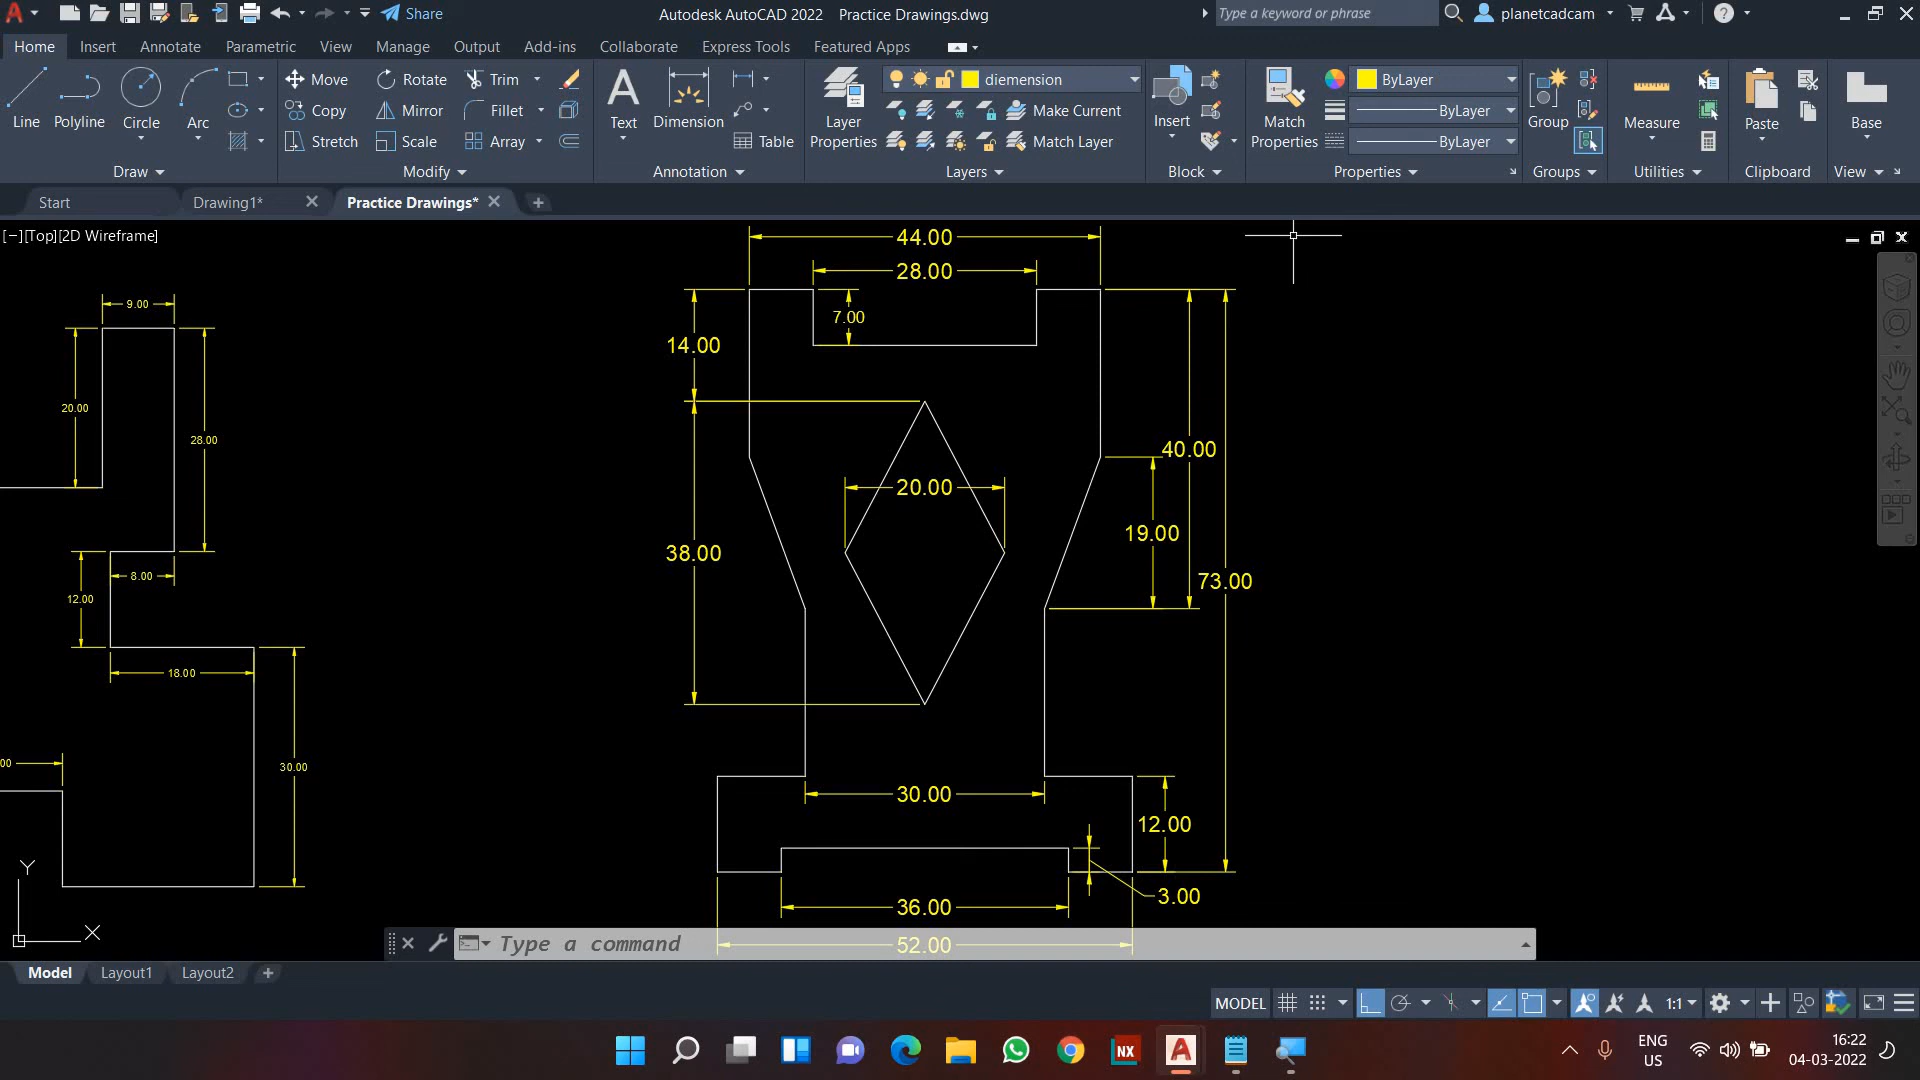 Share
Autodesk AutoCAD 2022 Practice Drawings.dwg
Type a keyword or phrase
planetcadcam
Home Insert Annotate Parametric View Manage Output Add-ins Collaborate Express Tools Featured Apps
Line Polyline Circle Arc
Move Rotate Trim
Copy Mirror Fillet
Stretch Scale Array
Text Dimension Table
Layer Properties
diemension
Make Current
Match Layer
Insert
Match Properties
ByLayer
ByLayer
ByLayer
Group
Measure
Paste
Base
Draw Modify Annotation Layers Block Properties Groups Utilities Clipboard View
Start Drawing1* Practice Drawings*
[−][Top][2D Wireframe]
44.00
28.00
9.00
7.00
14.00
20.00
28.00
40.00
20.00
19.00
38.00
8.00
73.00
12.00
18.00
00
30.00
30.00
12.00
Y
3.00
36.00
X
Type a command
52.00
Model Layout1 Layout2
MODEL 1:1
NX
A
ENG
US
16:22
04-03-2022